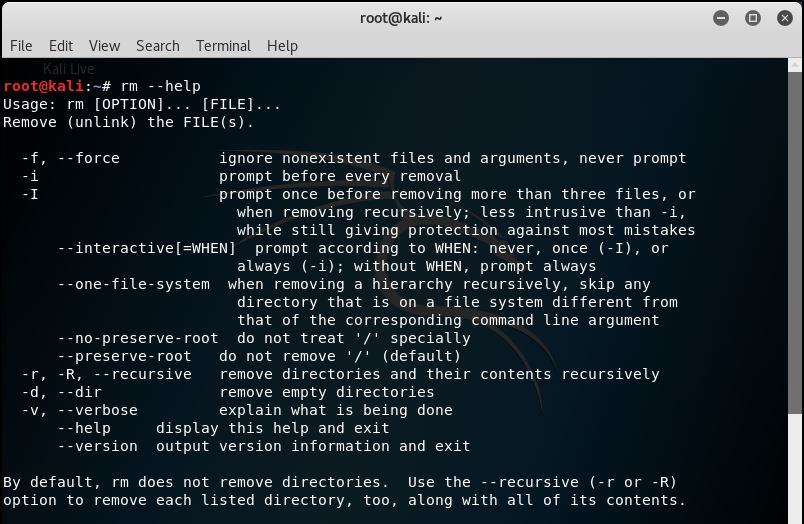 root@kali: ~
File Edit View Search Terminal Help
Kali Live
root@kali:~# rm --help
Usage: rm [OPTION]... [FILE]...
Remove (unlink) the FILE(s).
-f, --force ignore nonexistent files and arguments, never prompt
-i prompt before every removal
-I prompt once before removing more than three files, or
when removing recursively; less intrusive than -i,
while still giving protection against most mistakes
--interactive[=WHEN] prompt according to WHEN: never, once (-I), or
always (-i); without WHEN, prompt always
--one-file-system when removing a hierarchy recursively, skip any
directory that is on a file system different from
that of the corresponding command line argument
--no-preserve-root do not treat '/' specially
--preserve-root do not remove '/' (default)
-r, -R, --recursive remove directories and their contents recursively
-d, --dir remove empty directories
-v, --verbose explain what is being done
--help display this help and exit
--version output version information and exit
By default, rm does not remove directories. Use the --recursive (-r or -R)
option to remove each listed directory, too, along with all of its contents.